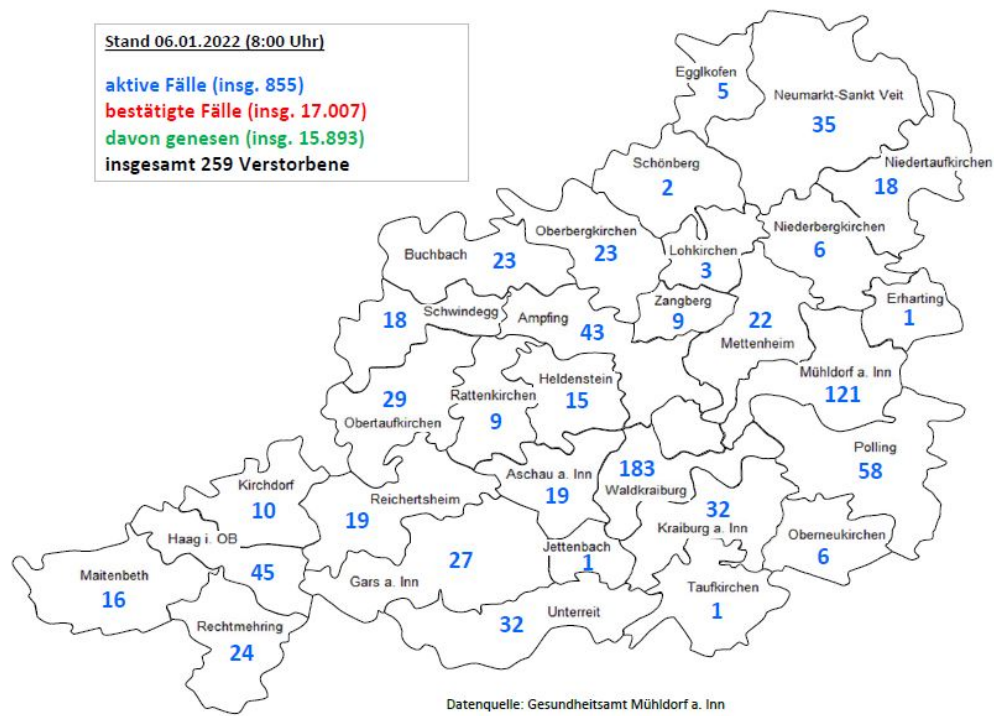 Stand 06.01.2022 (8:00 Uhr)
aktive Fälle (insg. 855)
bestätigte Fälle (insg. 17.007)
davon genesen (insg. 15.893)
insgesamt 259 Verstorbene
Egglkofen
5
Neumarkt-Sankt Veit
35
Schönberg
2
Niedertaufkirchen
18
Oberbergkirchen
23
Niederbergkirchen
6
Buchbach
23
Lohkirchen
3
Schwindegg
18
Ampfing
43
Zangberg
9
22
Mettenheim
Erharting
1
Mühldorf a. Inn
121
29
Obertaufkirchen
Rattenkirchen
9
Heldenstein
15
Polling
58
Kirchdorf
10
Reichertsheim
19
Aschau a. Inn
19
183
Waldkraiburg
32
Kraiburg a. Inn
Oberneukirchen
6
Haag i. OB
45
Maitenbeth
16
Gars a. Inn
27
Jettenbach
1
Taufkirchen
1
Rechtmehring
24
Unterreit
32
Datenquelle: Gesundheitsamt Mühldorf a. Inn